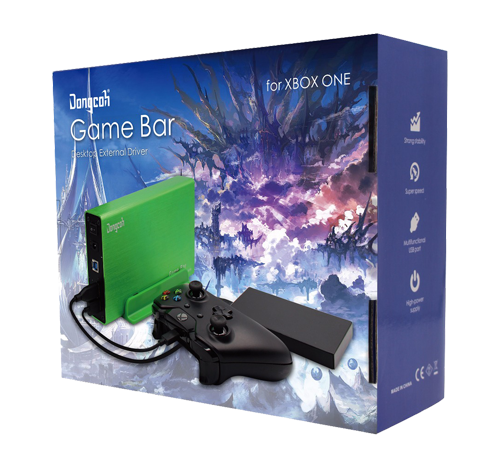 Dongcoh
Game Bar
Desktop External Driver
for XBOX ONE
Dongcoh
Strong stability
Super speed
Multifunctional
USB port
High-power
supply
MADE IN CHINA
CE